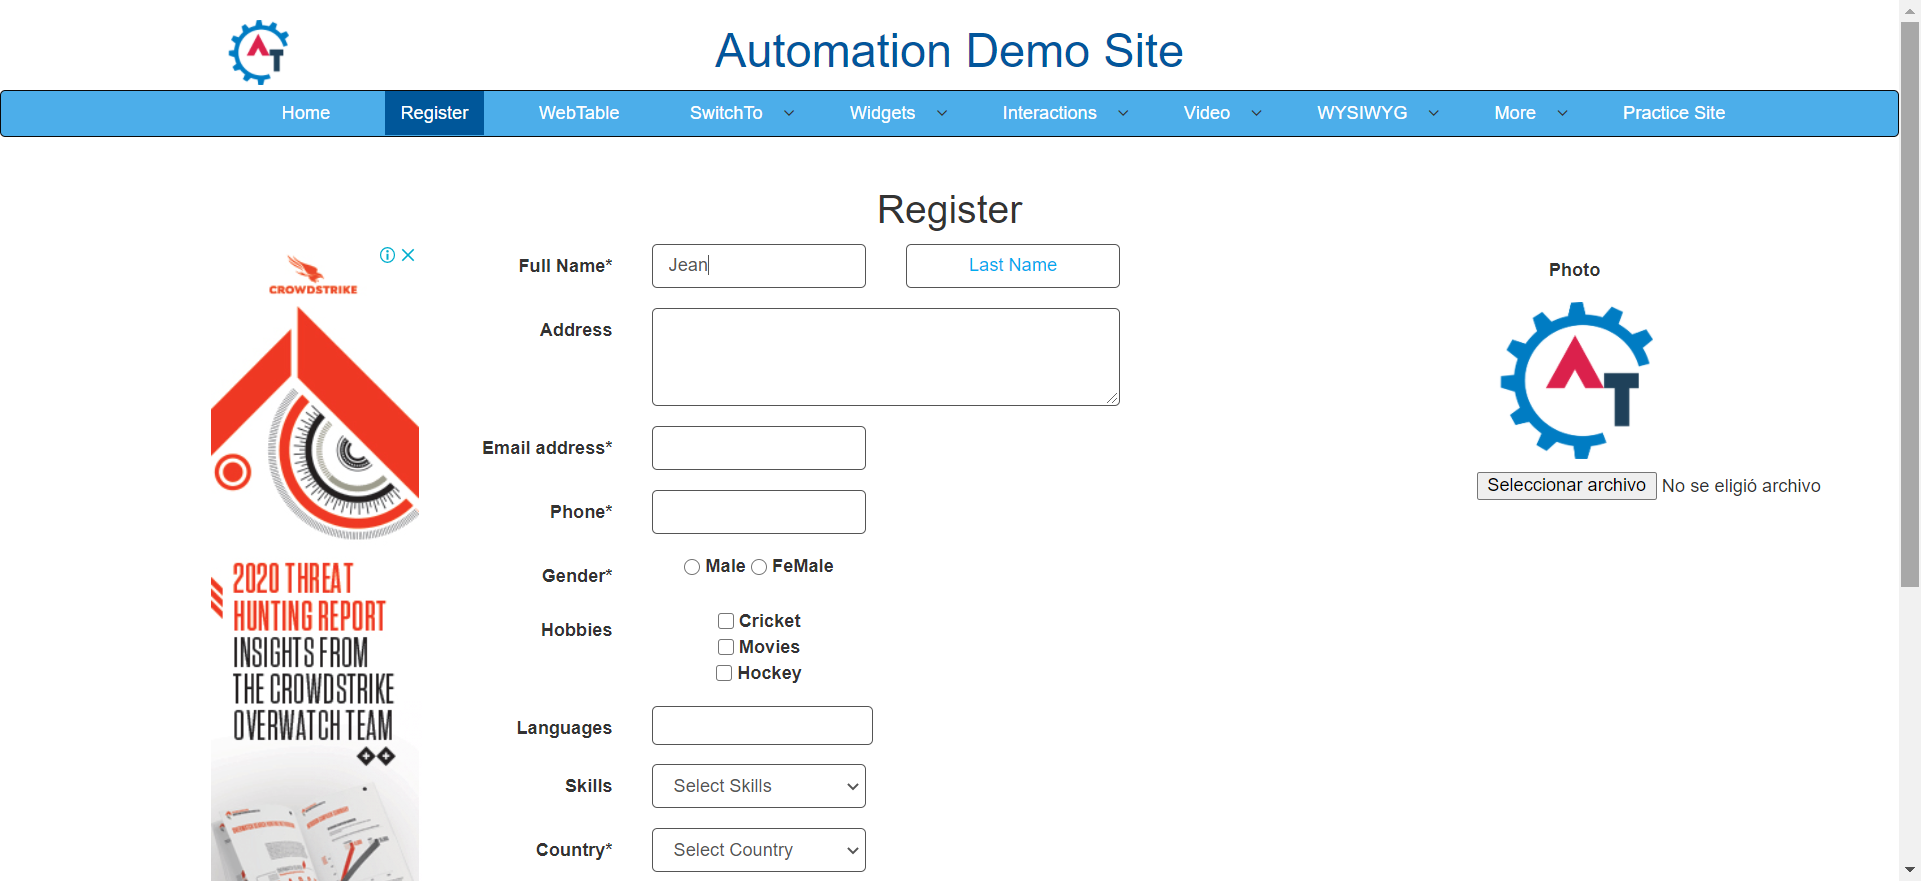 AT
Automation Demo Site
Home Register WebTable SwitchTo Widgets Interactions Video WYSIWYG More Practice Site
Register
CROWDSTRIKE
2020 THREAT
HUNTING REPORT
INSIGHTS FROM
THE CROWDSTRIKE
OVERWATCH TEAM
Full Name* Jean Last Name
Address
Email address*
Phone*
Gender* Male FeMale
Hobbies Cricket
Movies
Hockey
Languages
Skills Select Skills
Country* Select Country
Photo
AT
Seleccionar archivo No se eligió archivo